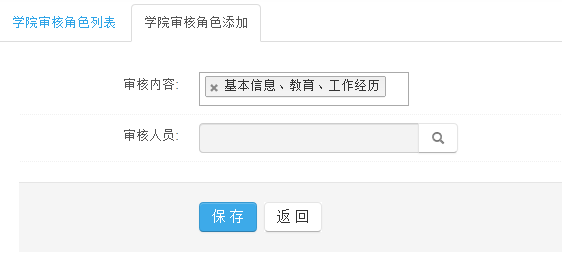 学院审核角色列表 学院审核角色添加
审核内容: × 基本信息、教育、工作经历
审核人员:
保 存 返 回